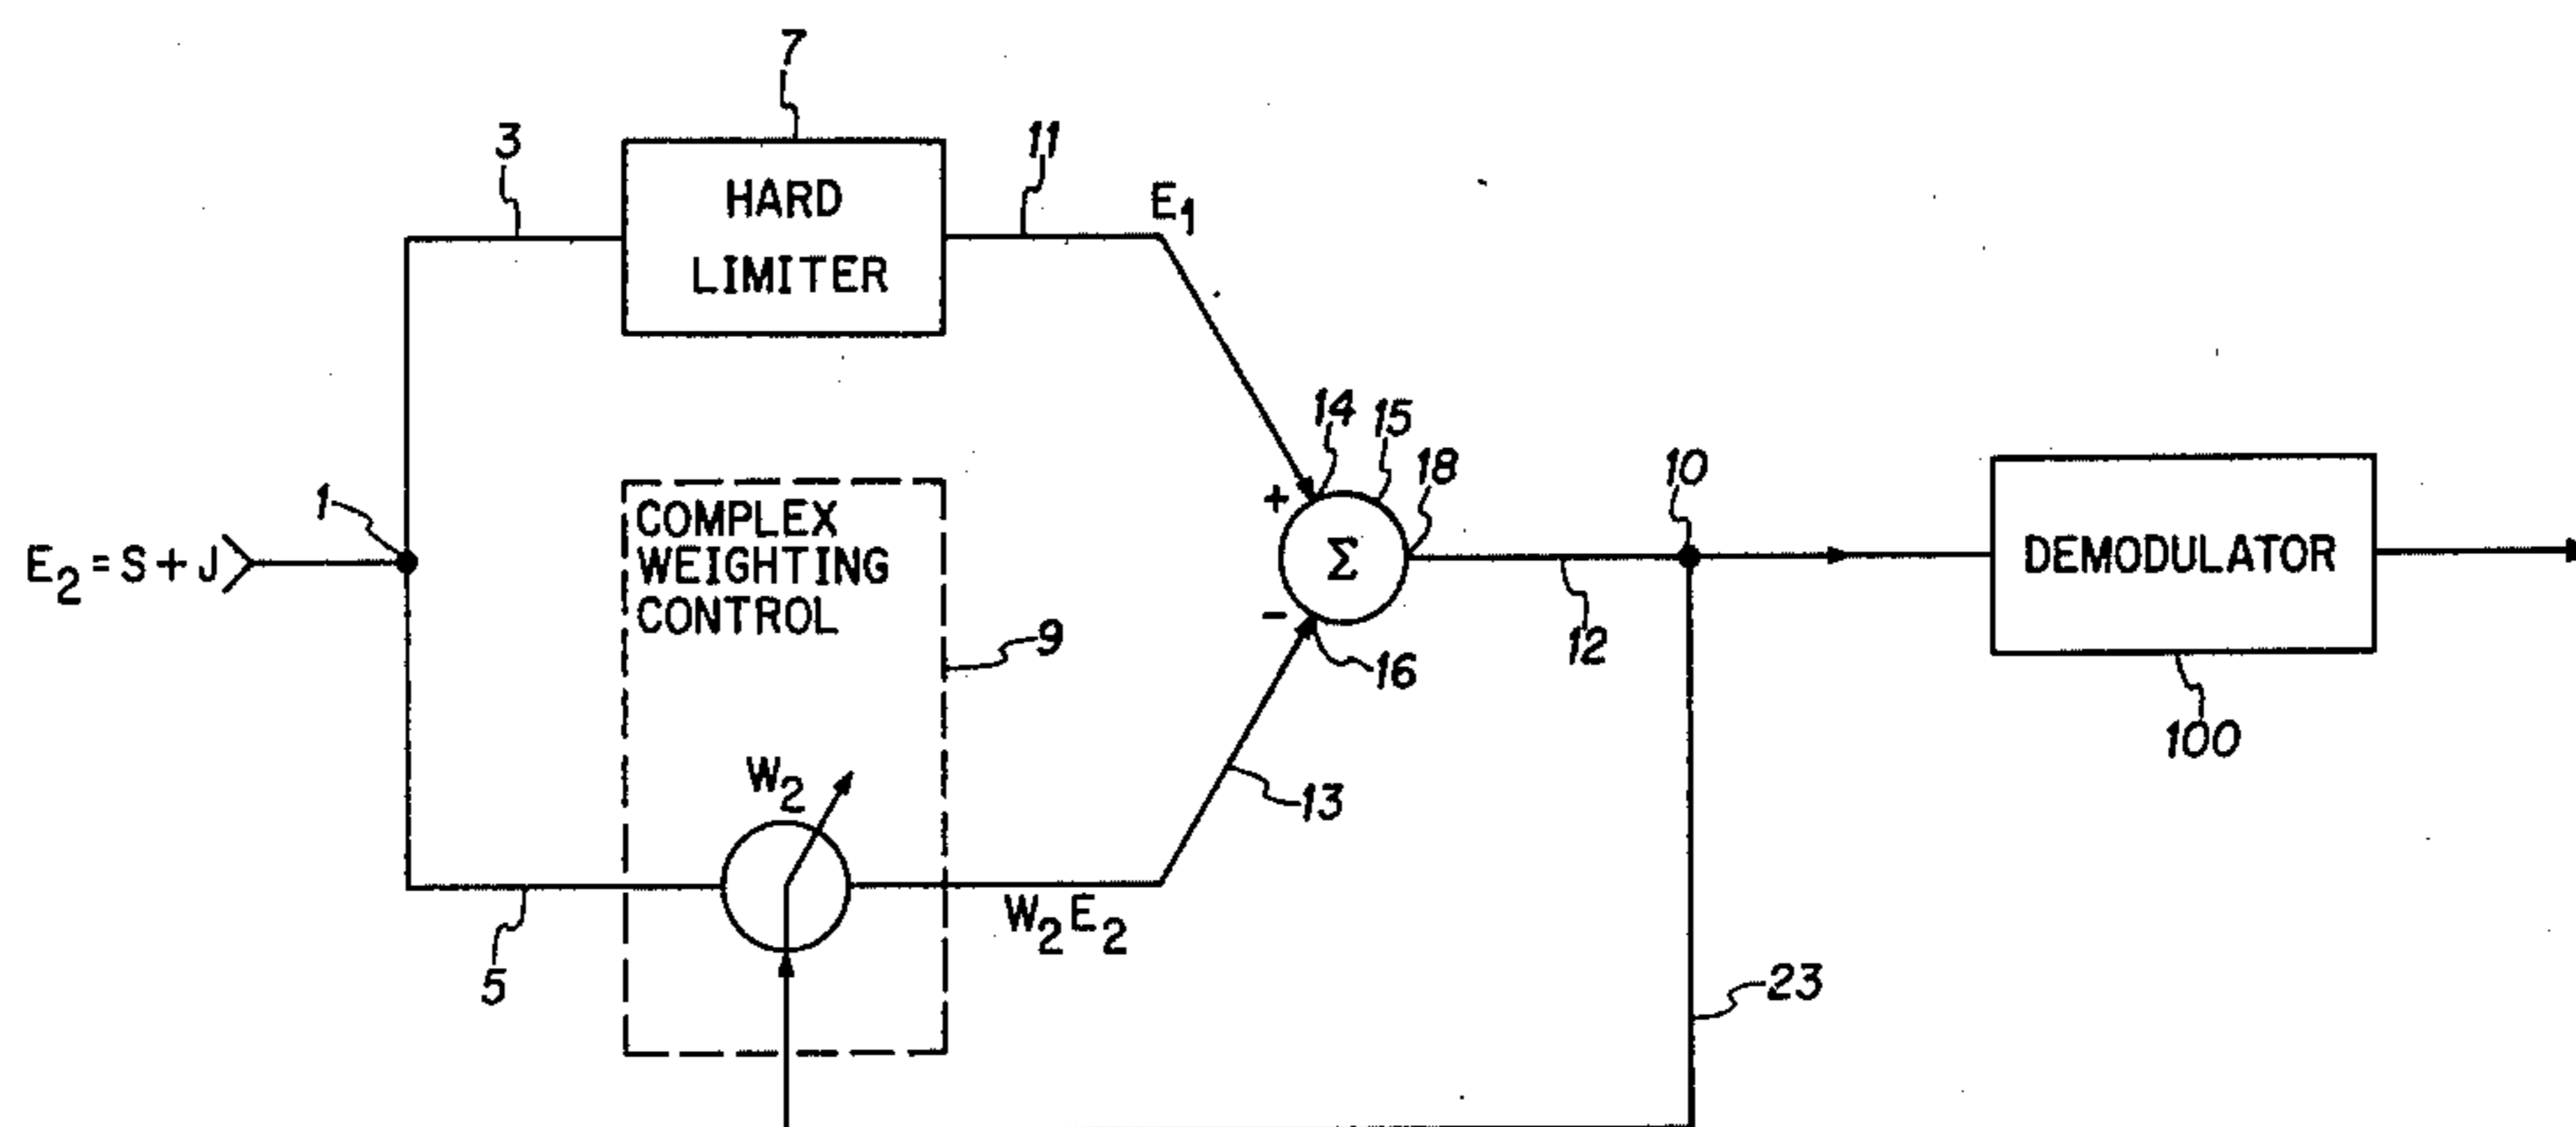 7
3
11
HARD
LIMITER
E1
14
15
18
10
1
+
E2 = S + J
COMPLEX
WEIGHTING
CONTROL
Σ
DEMODULATOR
-
9
12
16
100
W2
13
W2E2
5
23